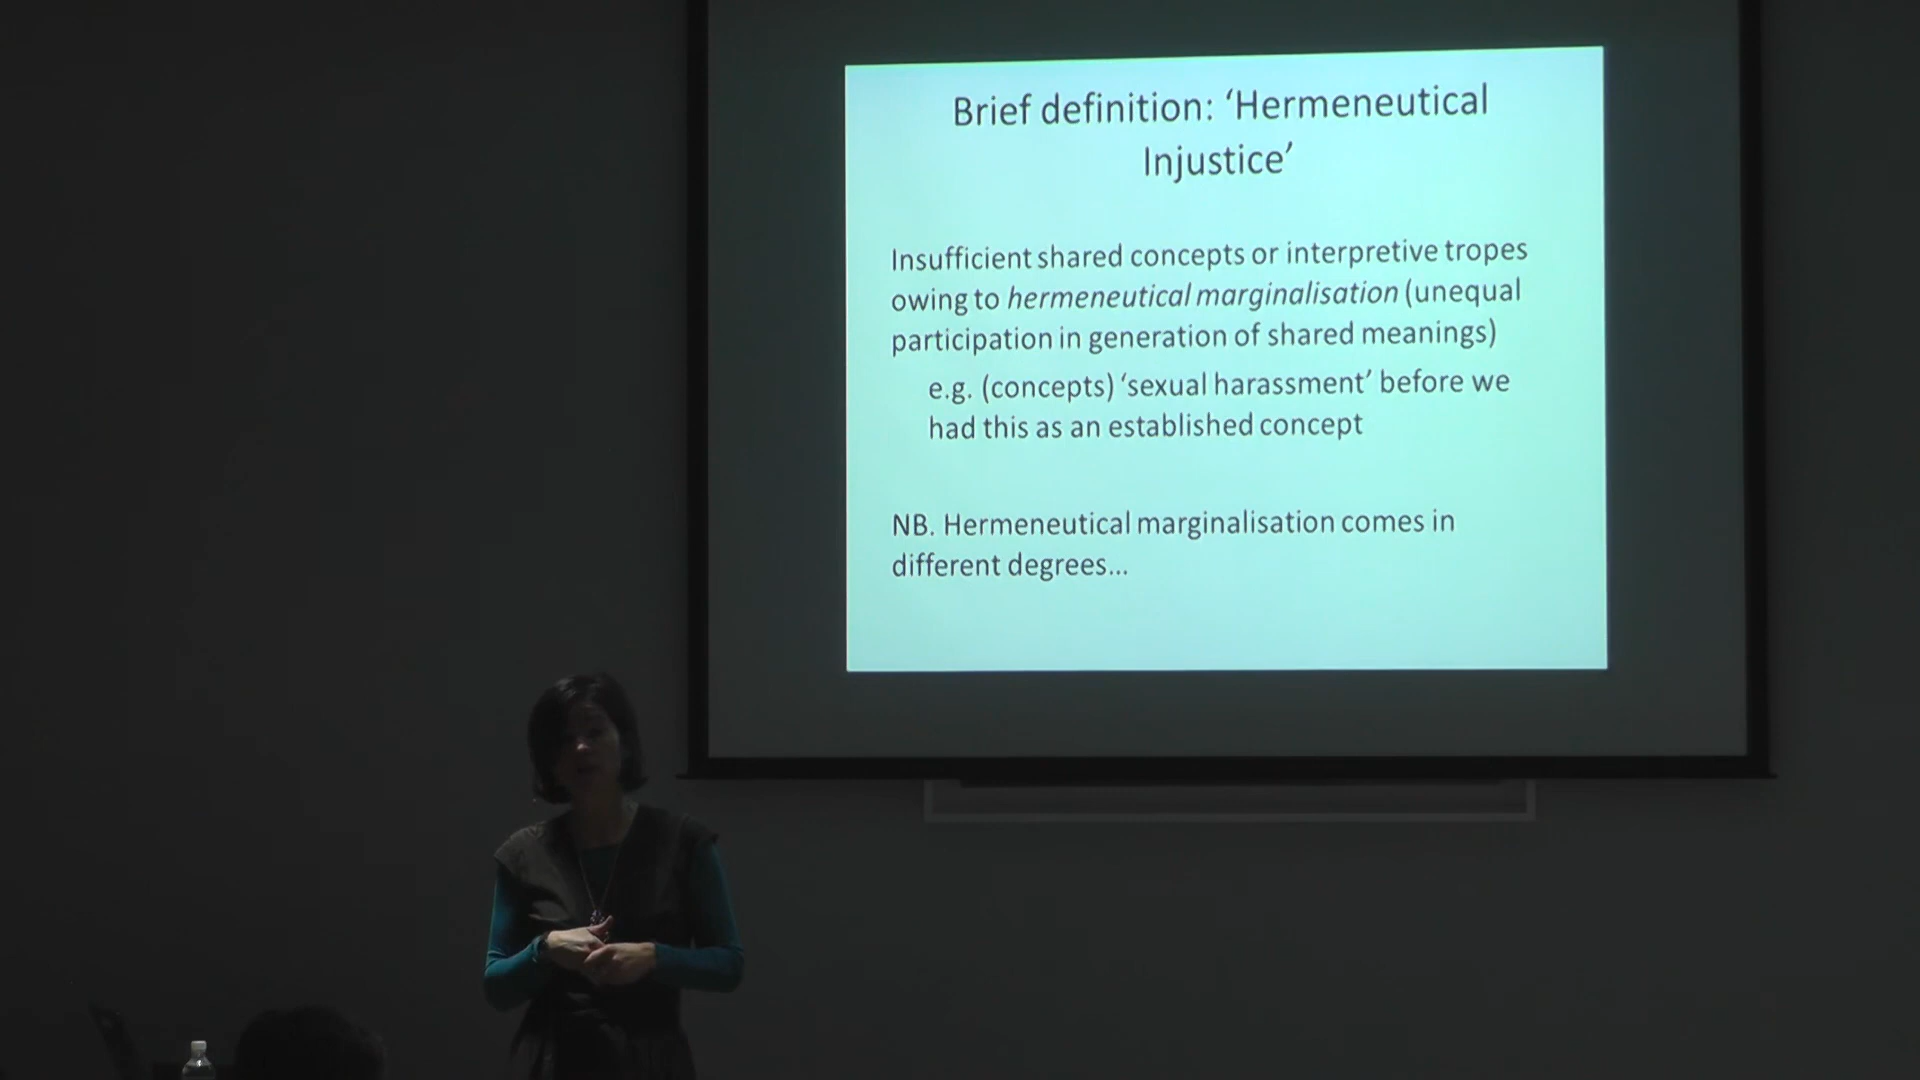 Brief definition: ‘Hermeneutical
Injustice’
Insufficient shared concepts or interpretive tropes
owing to hermeneutical marginalisation (unequal
participation in generation of shared meanings)
e.g. (concepts) ‘sexual harassment’ before we
had this as an established concept
NB. Hermeneutical marginalisation comes in
different degrees...